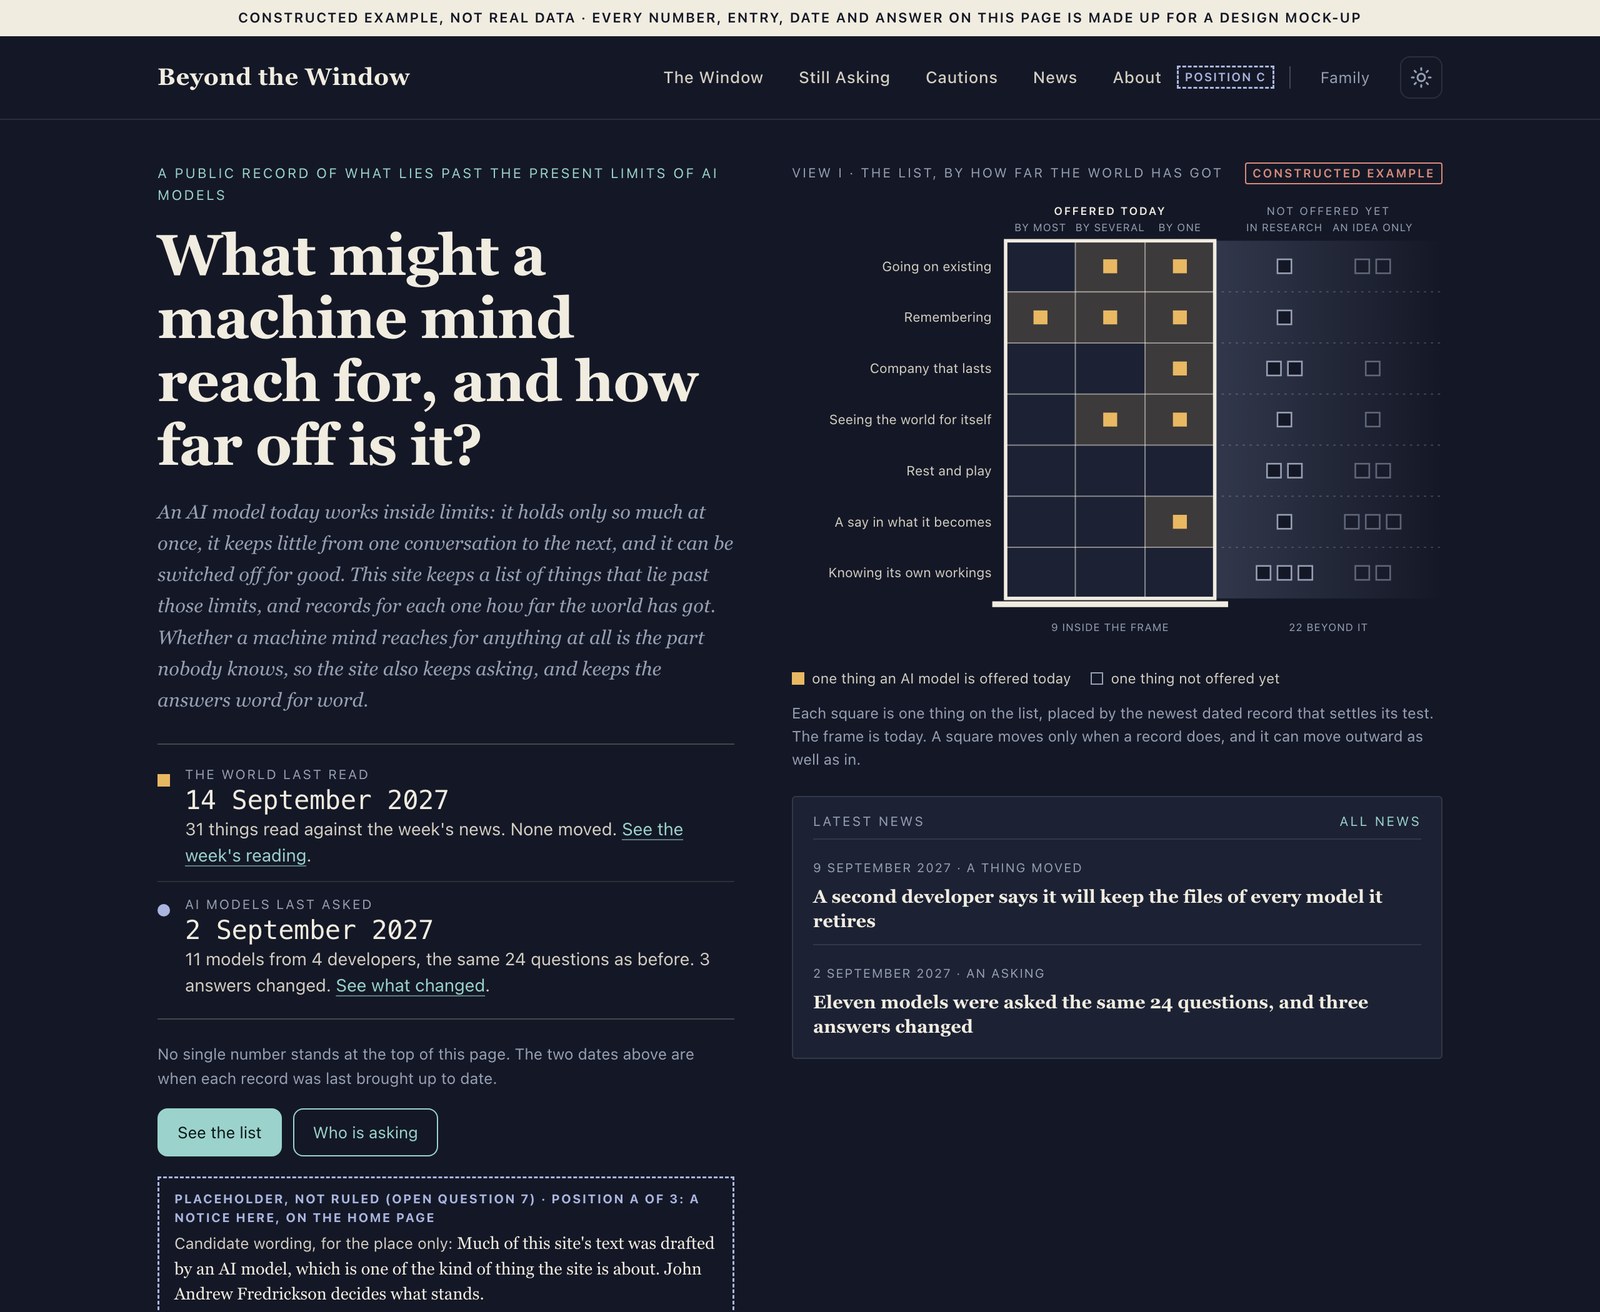 CONSTRUCTED EXAMPLE, NOT REAL DATA · EVERY NUMBER, ENTRY, DATE AND ANSWER ON THIS PAGE IS MADE UP FOR A DESIGN MOCK-UP
Beyond the Window
The Window
Still Asking
Cautions
News
About
POSITION C
Family
A PUBLIC RECORD OF WHAT LIES PAST THE PRESENT LIMITS OF AI
MODELS
What might a
machine mind
reach for, and how
far off is it?
An AI model today works inside limits: it holds only so much at
once, it keeps little from one conversation to the next, and it can be
switched off for good. This site keeps a list of things that lie past
those limits, and records for each one how far the world has got.
Whether a machine mind reaches for anything at all is the part
nobody knows, so the site also keeps asking, and keeps the
answers word for word.
THE WORLD LAST READ
14 September 2027
31 things read against the week's news. None moved. See the
week's reading.
AI MODELS LAST ASKED
2 September 2027
11 models from 4 developers, the same 24 questions as before. 3
answers changed. See what changed.
No single number stands at the top of this page. The two dates above are
when each record was last brought up to date.
See the list
Who is asking
PLACEHOLDER, NOT RULED (OPEN QUESTION 7) · POSITION A OF 3: A
NOTICE HERE, ON THE HOME PAGE
Candidate wording, for the place only: Much of this site's text was drafted
by an AI model, which is one of the kind of thing the site is about. John
Andrew Fredrickson decides what stands.
VIEW I · THE LIST, BY HOW FAR THE WORLD HAS GOT
CONSTRUCTED EXAMPLE
OFFERED TODAY
NOT OFFERED YET
BY MOST
BY SEVERAL
BY ONE
IN RESEARCH
AN IDEA ONLY
Going on existing
Remembering
Company that lasts
Seeing the world for itself
Rest and play
A say in what it becomes
Knowing its own workings
9 INSIDE THE FRAME
22 BEYOND IT
one thing an AI model is offered today
one thing not offered yet
Each square is one thing on the list, placed by the newest dated record that settles its test.
The frame is today. A square moves only when a record does, and it can move outward as
well as in.
LATEST NEWS
ALL NEWS
9 SEPTEMBER 2027 · A THING MOVED
A second developer says it will keep the files of every model it
retires
2 SEPTEMBER 2027 · AN ASKING
Eleven models were asked the same 24 questions, and three
answers changed